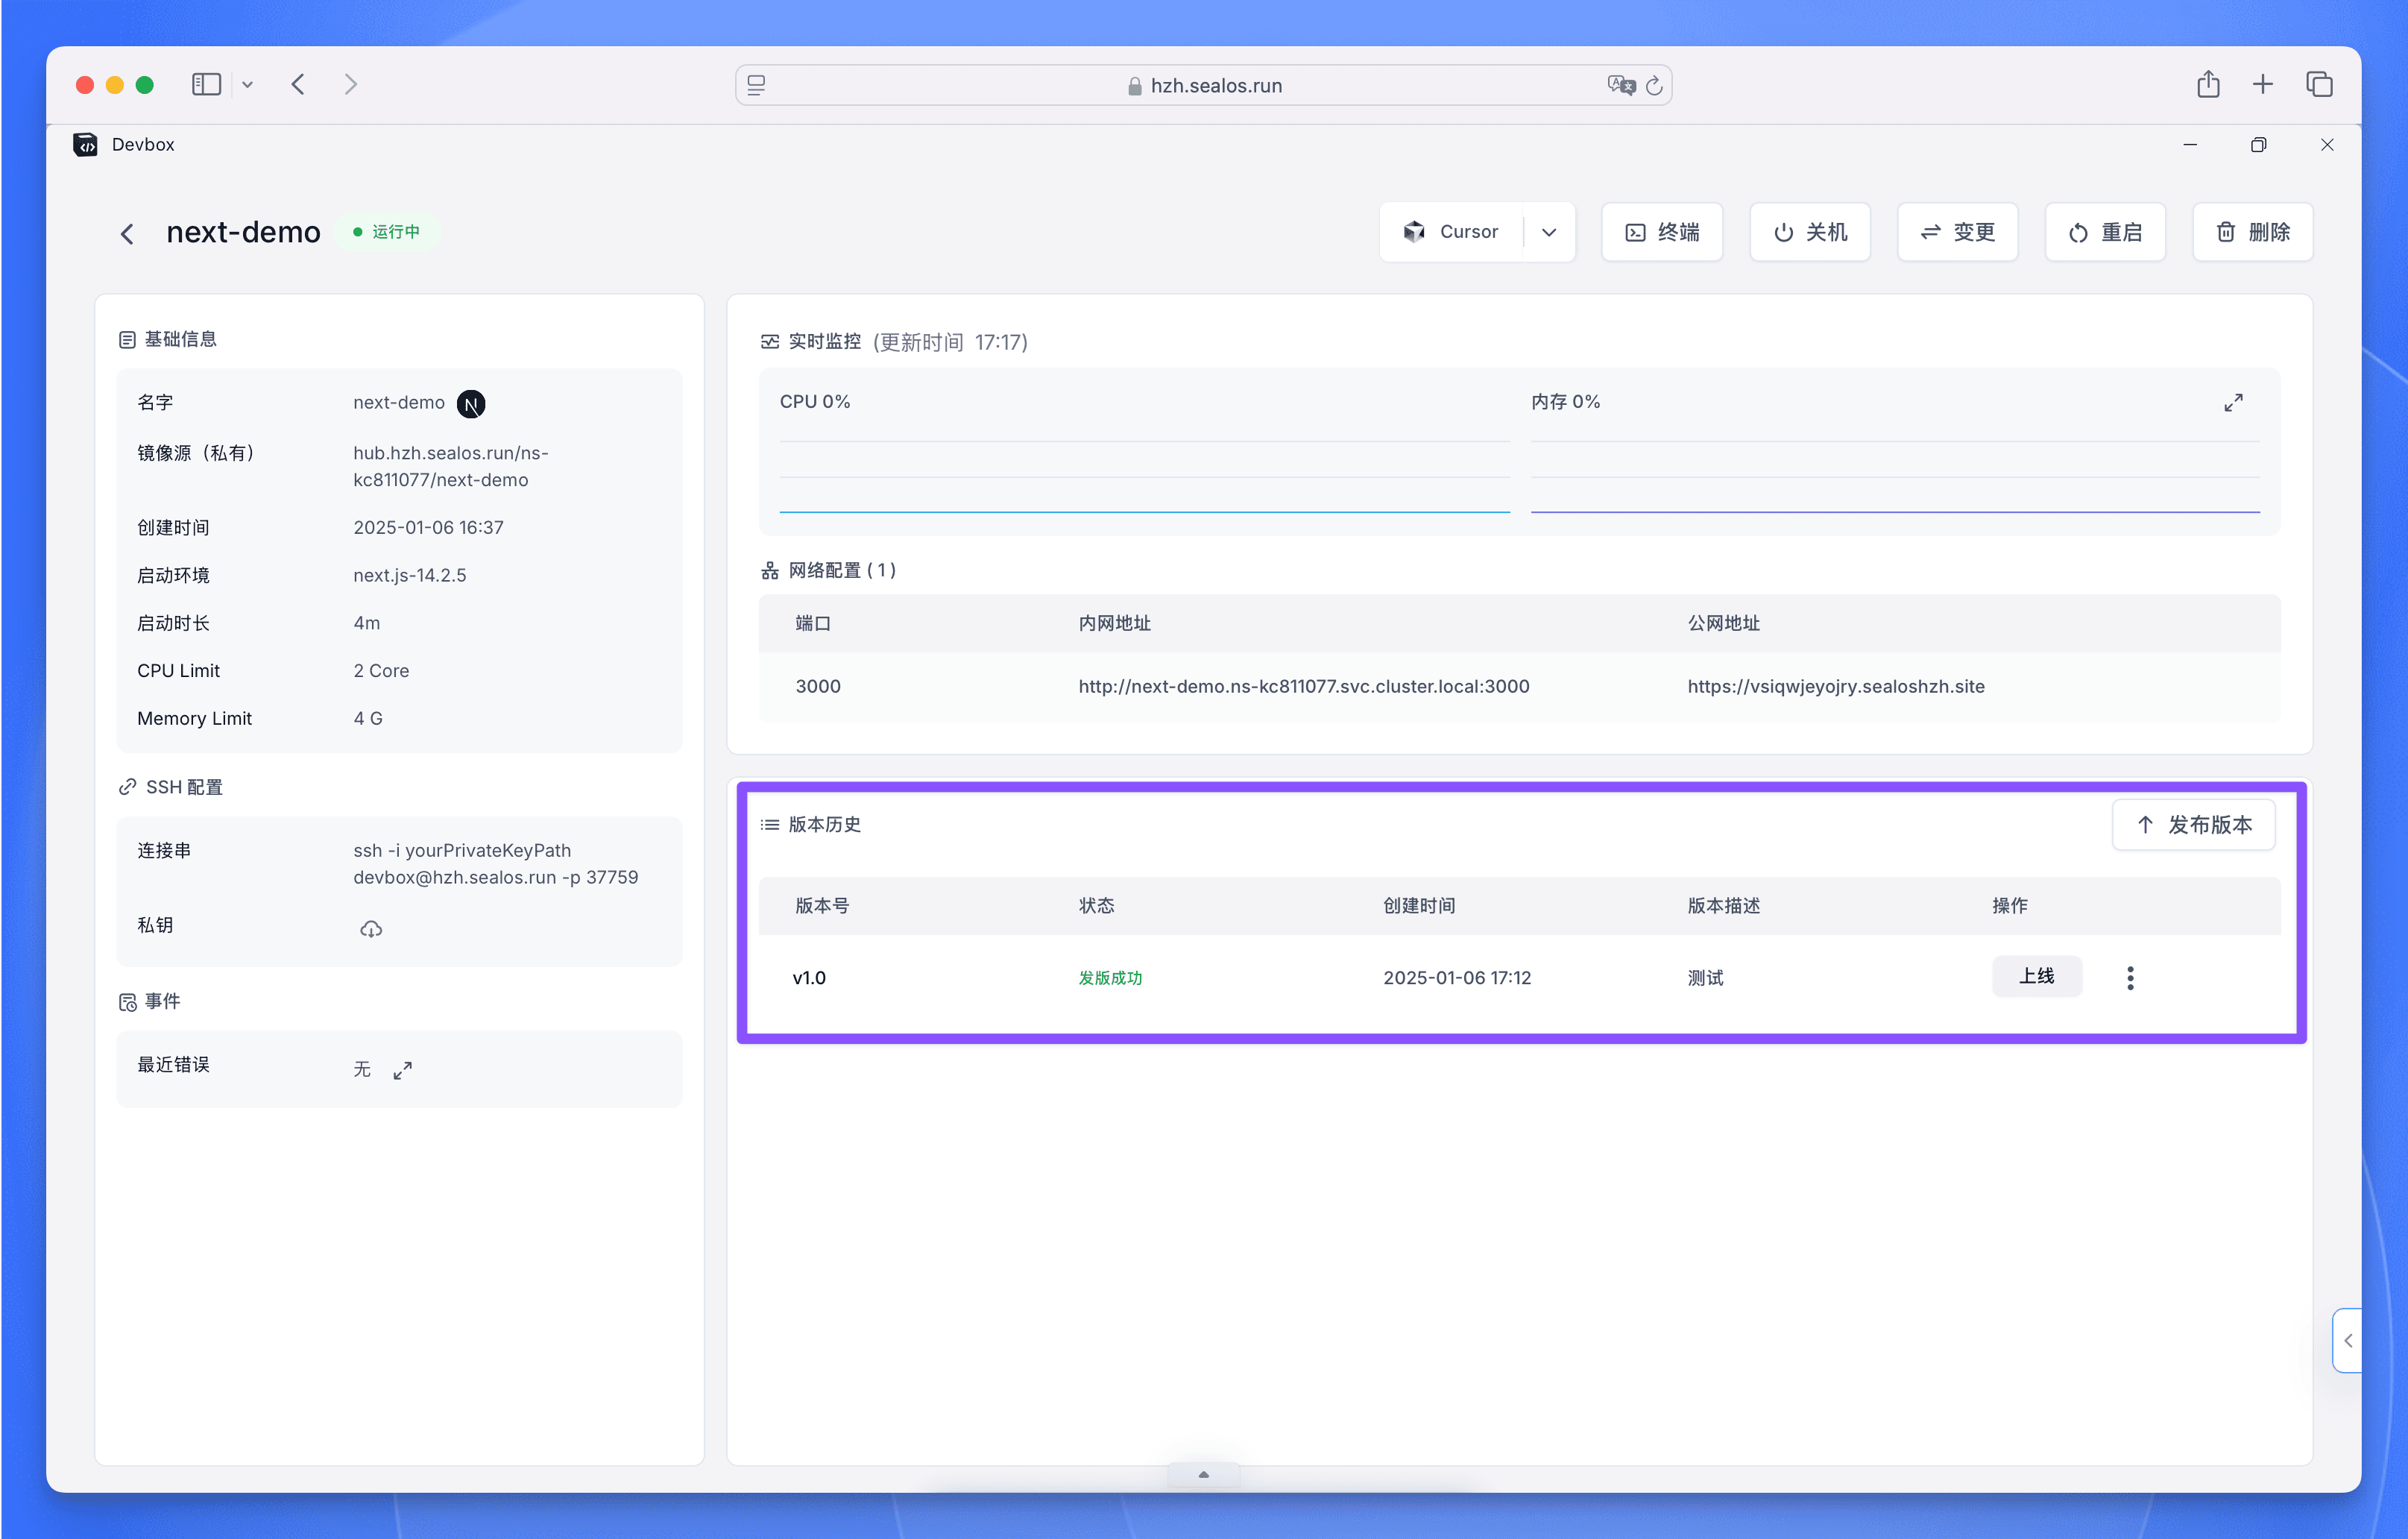 hzh.sealos.run
Devbox
next-demo
运行中
Cursor
终端
关机
变更
重启
删除
基础信息
名字
next-demo
N
镜像源（私有）
hub.hzh.sealos.run/ns-
kc811077/next-demo
创建时间
2025-01-06 16:37
启动环境
next.js-14.2.5
启动时长
4m
CPU Limit
2 Core
Memory Limit
4 G
SSH 配置
连接串
ssh -i yourPrivateKeyPath
devbox@hzh.sealos.run -p 37759
私钥
事件
最近错误
无
实时监控 (更新时间 17:17)
CPU 0%
内存 0%
网络配置 ( 1 )
端口
内网地址
公网地址
3000
http://next-demo.ns-kc811077.svc.cluster.local:3000
https://vsiqwjeyojry.sealoshzh.site
版本历史
发布版本
版本号
状态
创建时间
版本描述
操作
v1.0
发版成功
2025-01-06 17:12
测试
上线